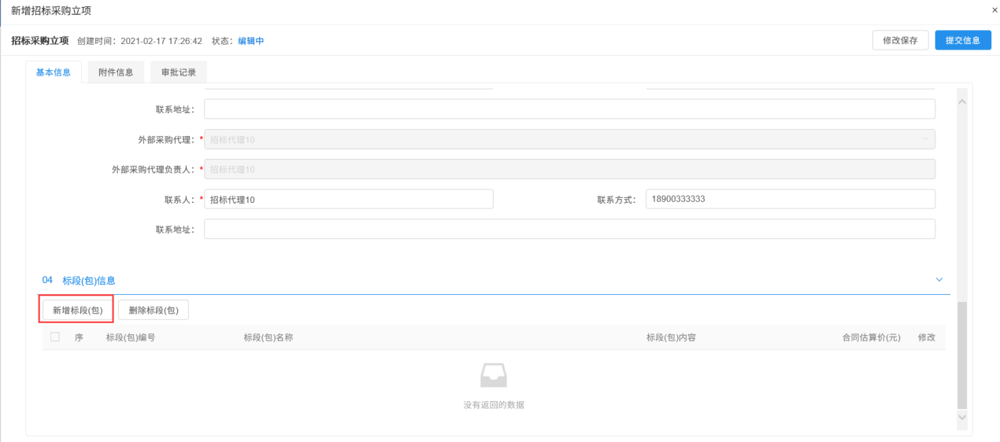 新增招标采购立项 ×
招标采购立项 创建时间：2021-02-17 17:26:42 状态：编辑中 修改保存 提交信息
基本信息 附件信息 审批记录
联系地址：
外部采购代理：* 招标代理10
外部采购代理负责人：* 招标代理10
联系人：* 招标代理10 联系方式： 18900333333
联系地址：
04 标段(包)信息
新增标段(包) 删除标段(包)
序 标段(包)编号 标段(包)名称 标段(包)内容 合同估算价(元) 修改
没有返回的数据